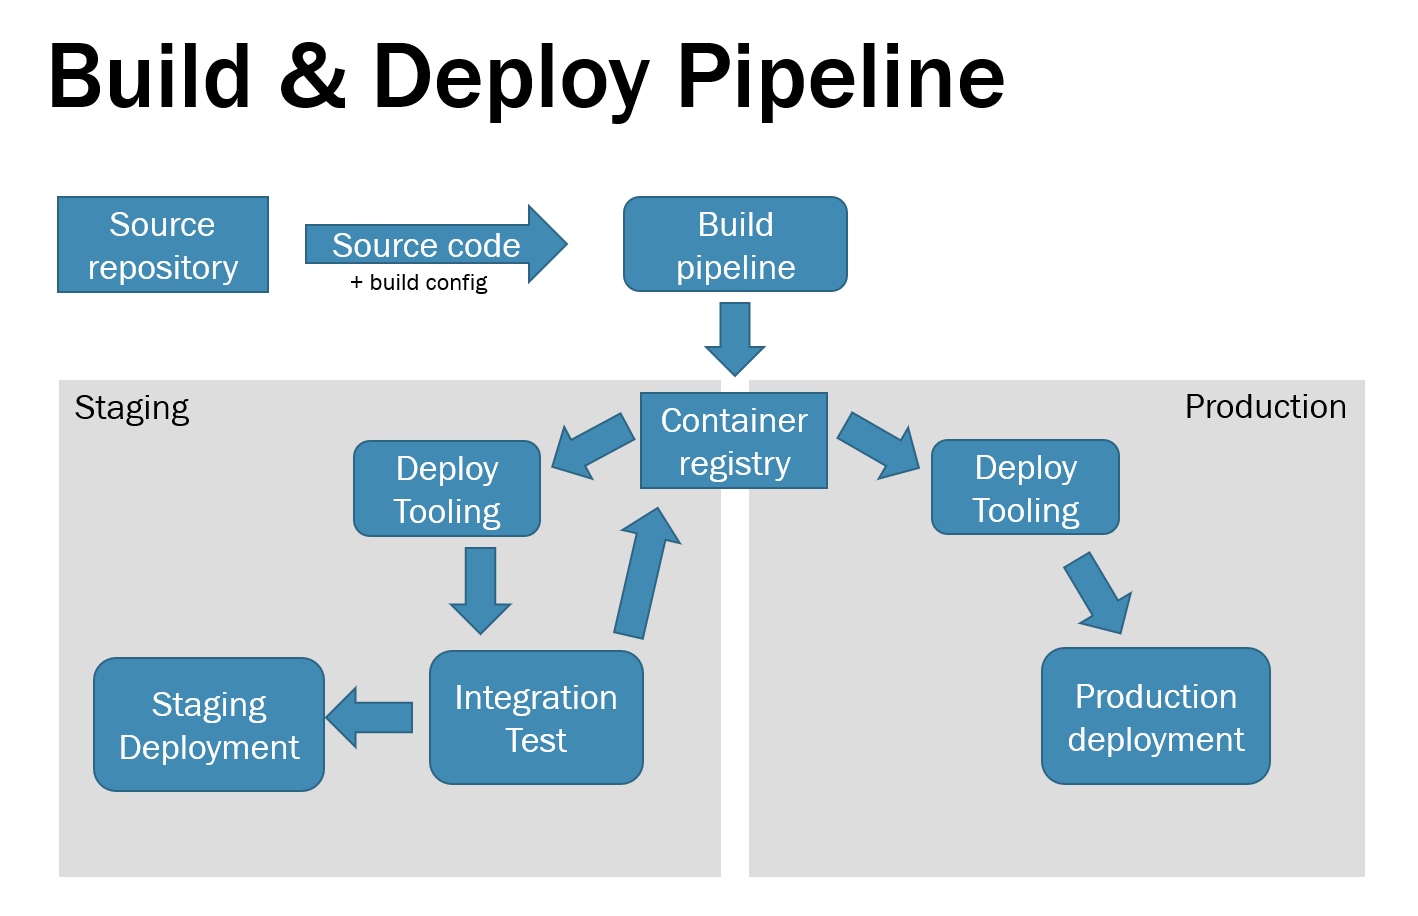 Build & Deploy Pipeline
Source
repository
Source code
+ build config
Build
pipeline
Staging
Production
Container
registry
Deploy
Tooling
Deploy
Tooling
Integration
Test
Staging
Deployment
Production
deployment